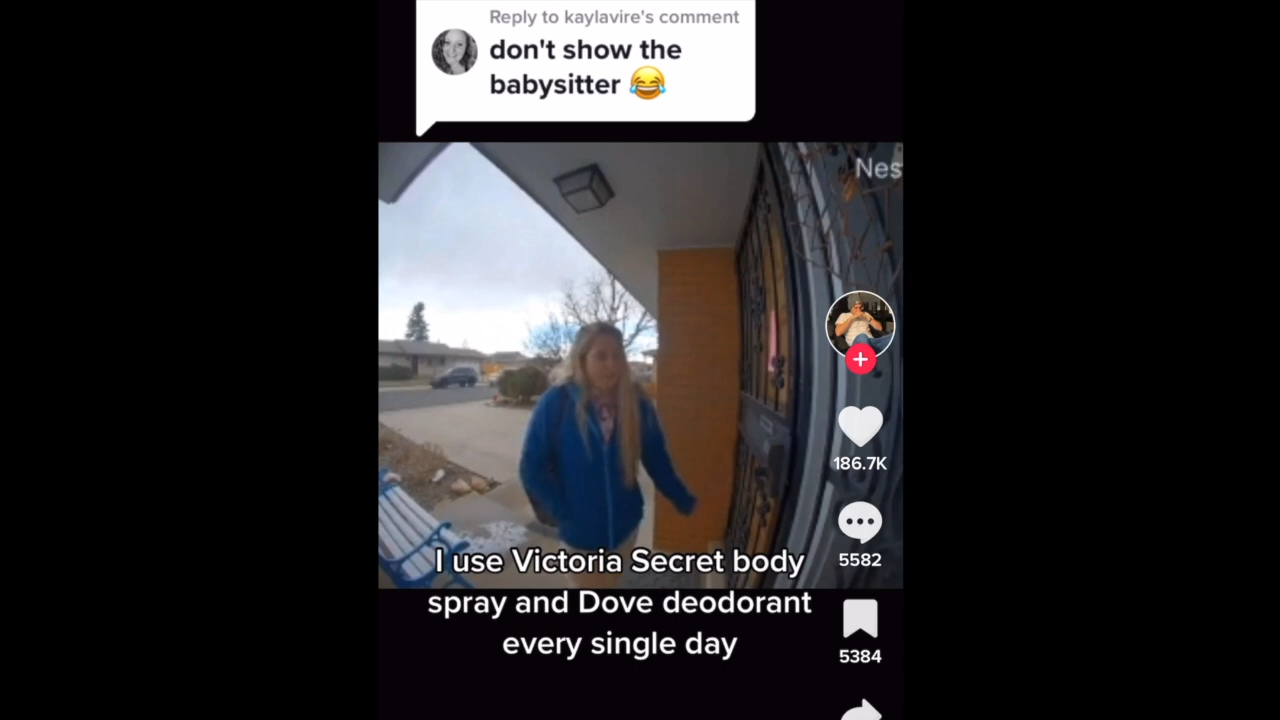 Reply to kaylavire's comment
don't show the
babysitter 😂
Nes
186.7K
5582
I use Victoria Secret body
spray and Dove deodorant
every single day
5384